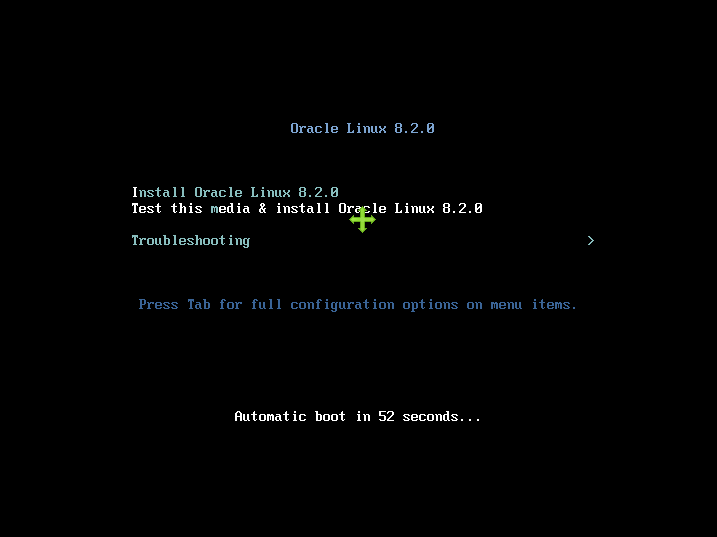 Oracle Linux 8.2.0
Install Oracle Linux 8.2.0
Test this media & install Oracle Linux 8.2.0
Troubleshooting >
Press Tab for full configuration options on menu items.
Automatic boot in 52 seconds...